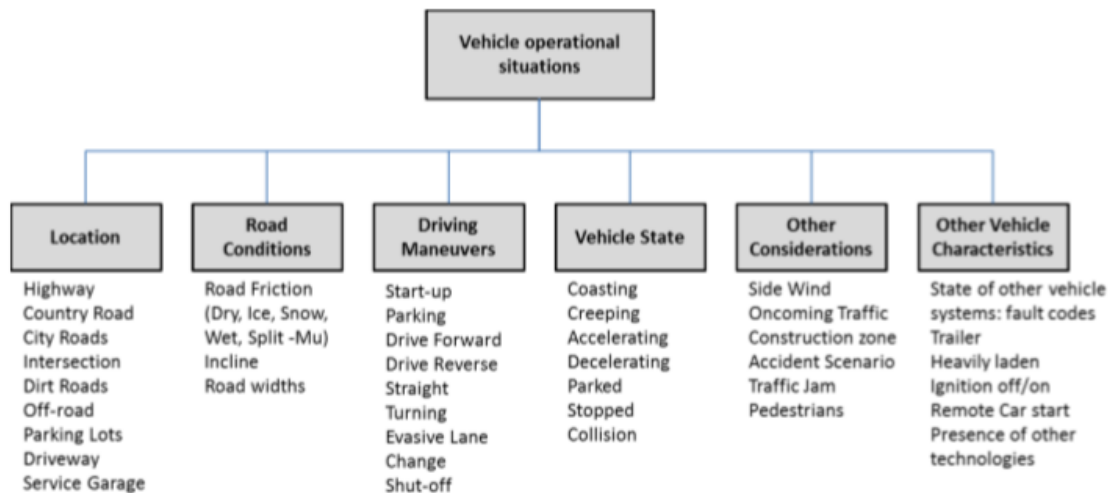 Vehicle operational
situations
Location
Highway
Country Road
City Roads
Intersection
Dirt Roads
Off-road
Parking Lots
Driveway
Service Garage
Road
Conditions
Road Friction
(Dry, Ice, Snow,
Wet, Split -Mu)
Incline
Road widths
Driving
Maneuvers
Start-up
Parking
Drive Forward
Drive Reverse
Straight
Turning
Evasive Lane
Change
Shut-off
Vehicle State
Coasting
Creeping
Accelerating
Decelerating
Parked
Stopped
Collision
Other
Considerations
Side Wind
Oncoming Traffic
Construction zone
Accident Scenario
Traffic Jam
Pedestrians
Other Vehicle
Characteristics
State of other vehicle
systems: fault codes
Trailer
Heavily laden
Ignition off/on
Remote Car start
Presence of other
technologies